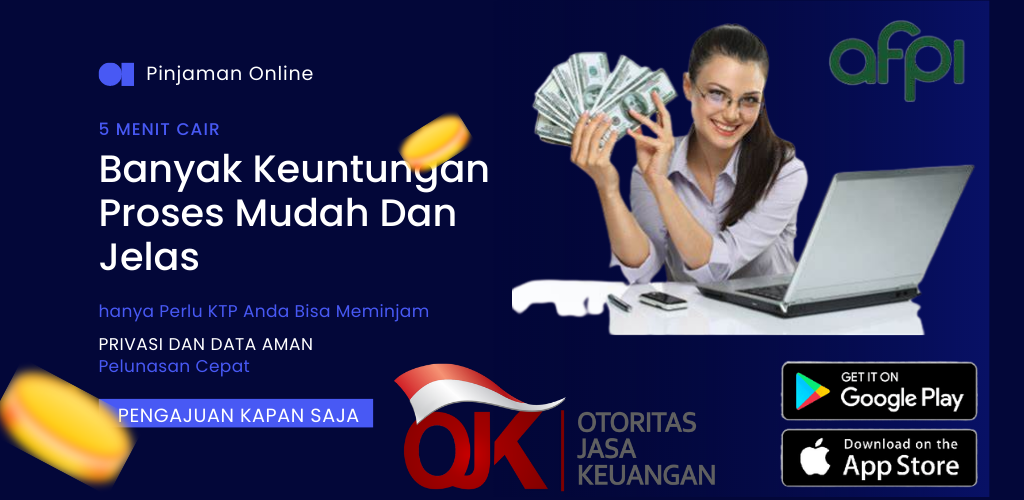 Pinjaman Online
5 MENIT CAIR
Banyak Keuntungan
Proses Mudah Dan
Jelas
hanya Perlu KTP Anda Bisa Meminjam
PRIVASI DAN DATA AMAN
Pelunasan Cepat
PENGAJUAN KAPAN SAJA
afpi
OJK
OTORITAS
JASA
KEUANGAN
GET IT ON
Google Play
Download on the
App Store